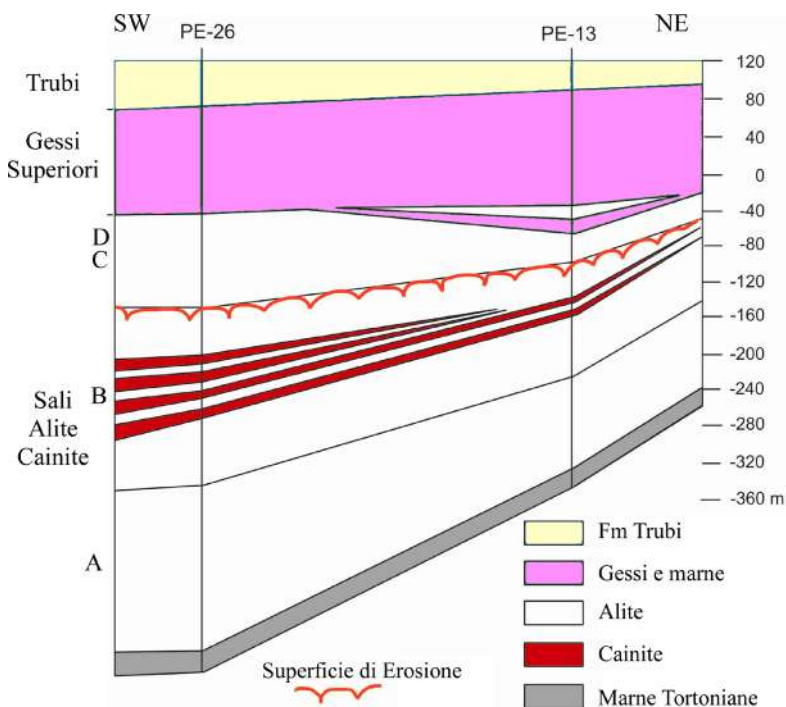 SW
NE
PE-26
PE-13
Trubi
Gessi
Superiori
D
C
B
Sali
Alite
Cainite
A
120
80
40
0
-40
-80
-120
-160
-200
-240
-280
-320
-360 m
Fm Trubi
Gessi e marne
Alite
Cainite
Marne Tortoniane
Superficie di Erosione